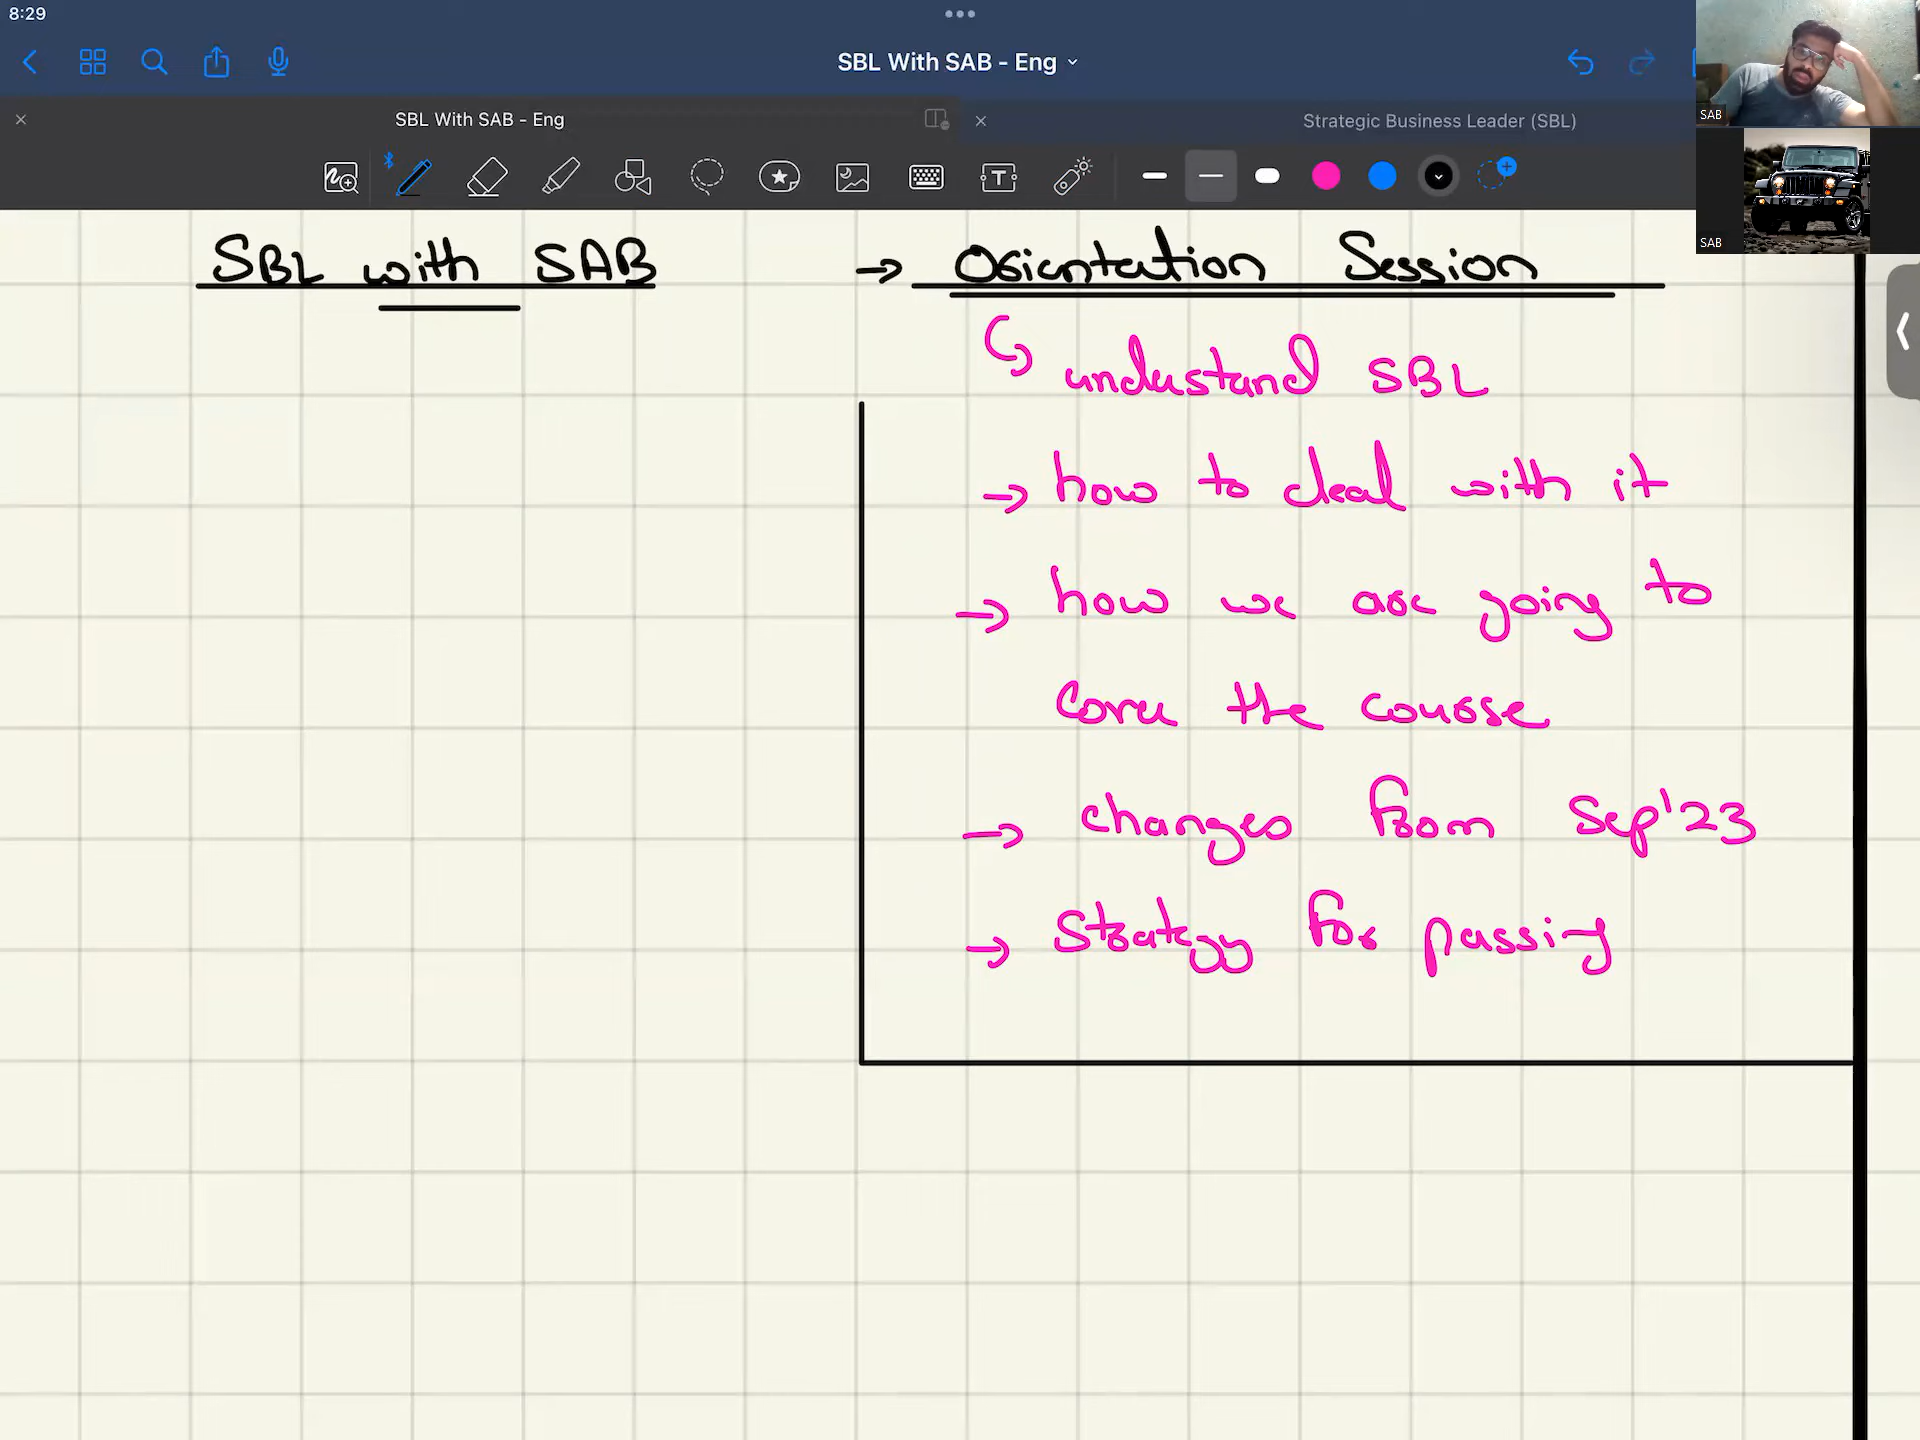 8:29
SBL With SAB - Eng
SBL With SAB - Eng
Strategic Business Leader (SBL)
T
SAB
SAB
SBL with SAB → Orientation Session
understand SBL
→ how to deal with it
→ how we are going to
cover the course
→ changes from Sep'23
→ Strategy for passing